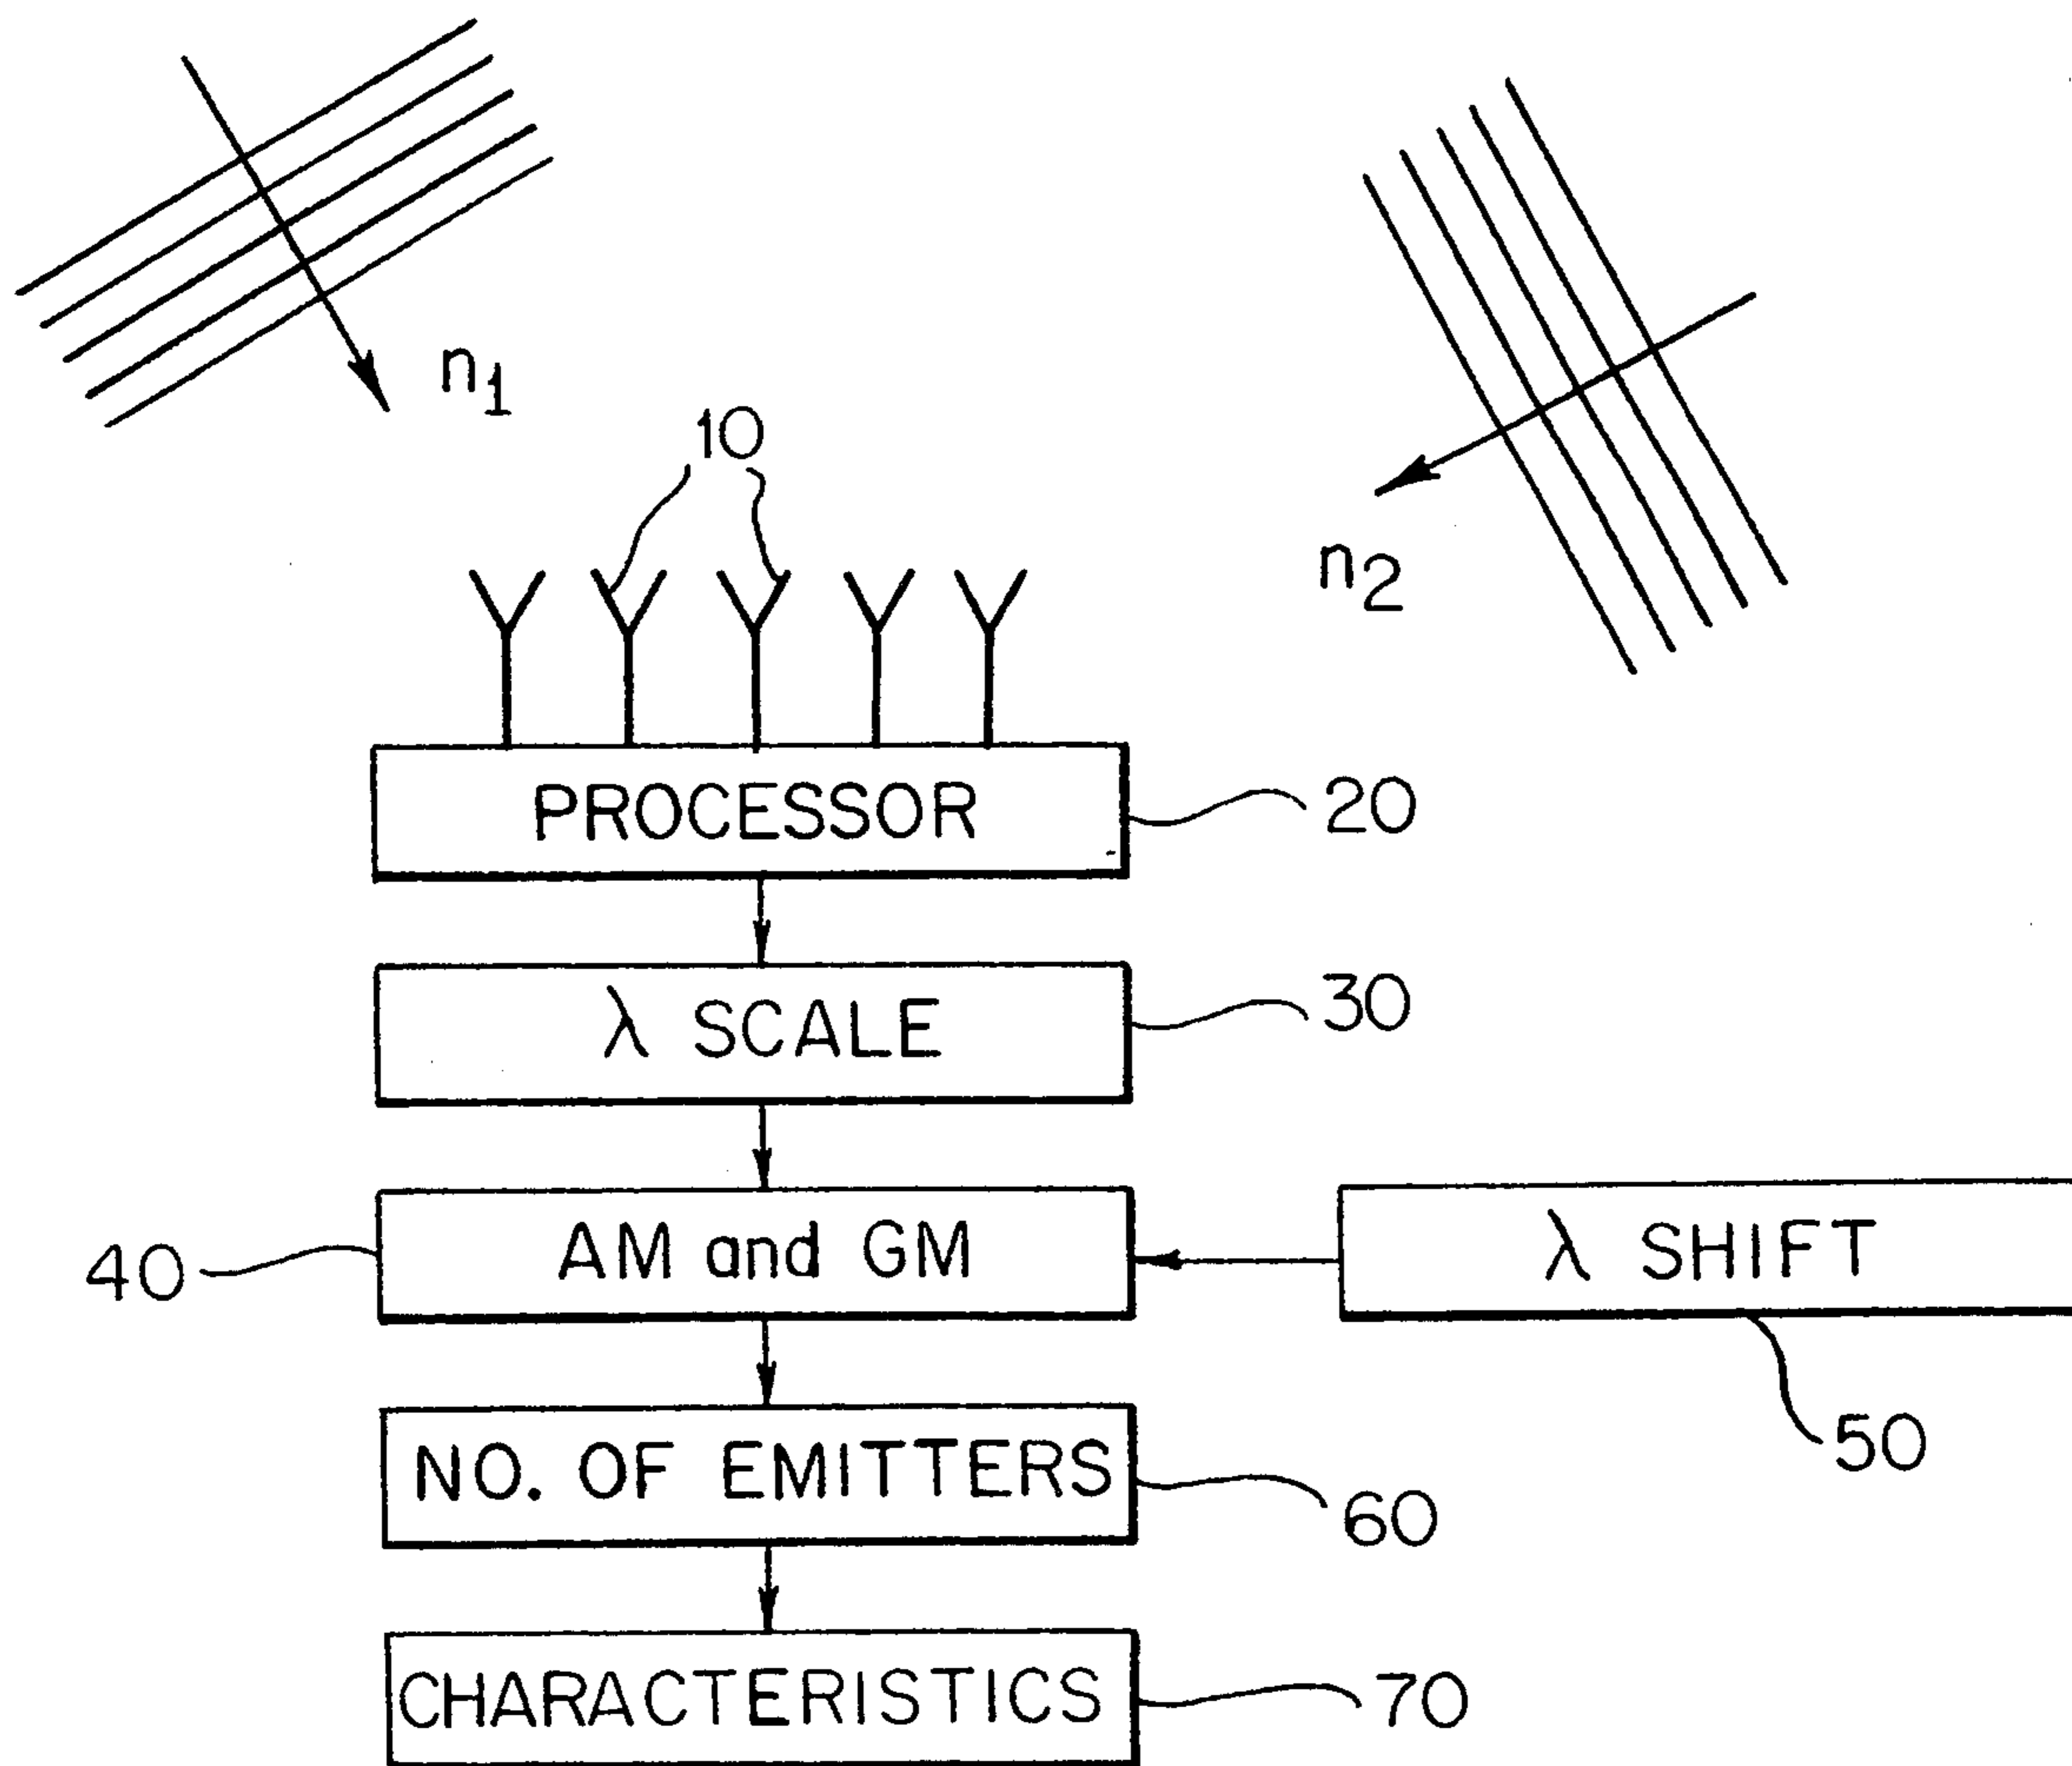 n1
10
n2
PROCESSOR
20
λ SCALE
30
AM and GM
40
λ SHIFT
50
NO. OF EMITTERS
60
CHARACTERISTICS
70